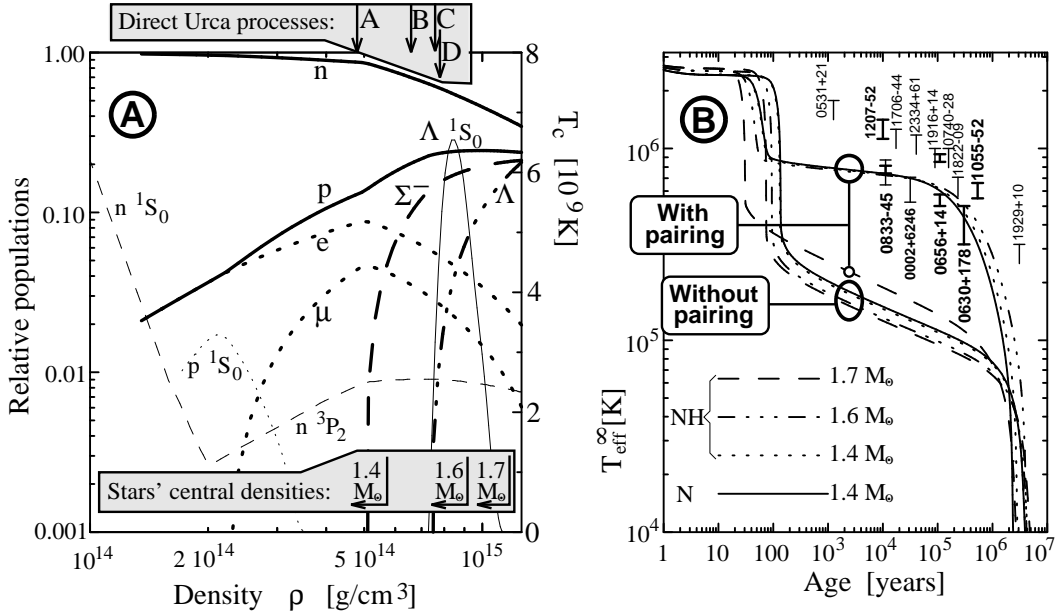 Direct Urca processes:
A
B
C
D
1.00
0.10
0.01
0.001
Relative populations
8
6
4
2
0
T_c [10⁹ K]
A
n
p
e
μ
Λ ¹S₀
Σ⁻
Λ
n ¹S₀
p ¹S₀
n ³P₂
Stars' central densities:
1.4 M⊙
1.6 M⊙
1.7 M⊙
10¹⁴
2 10¹⁴
5 10¹⁴
10¹⁵
Density ρ [g/cm³]
B
0531+21
1207-52
1706-44
2334+61
1916+14
0740-28
1822-09
1055-52
0833-45
0002+6246
0656+14
0630+178
1929+10
With pairing
Without pairing
NH
1.7 M⊙
1.6 M⊙
1.4 M⊙
N
1.4 M⊙
10⁶
10⁵
10⁴
T_eff^∞ [K]
1
10
100
10³
10⁴
10⁵
10⁶
10⁷
Age [years]